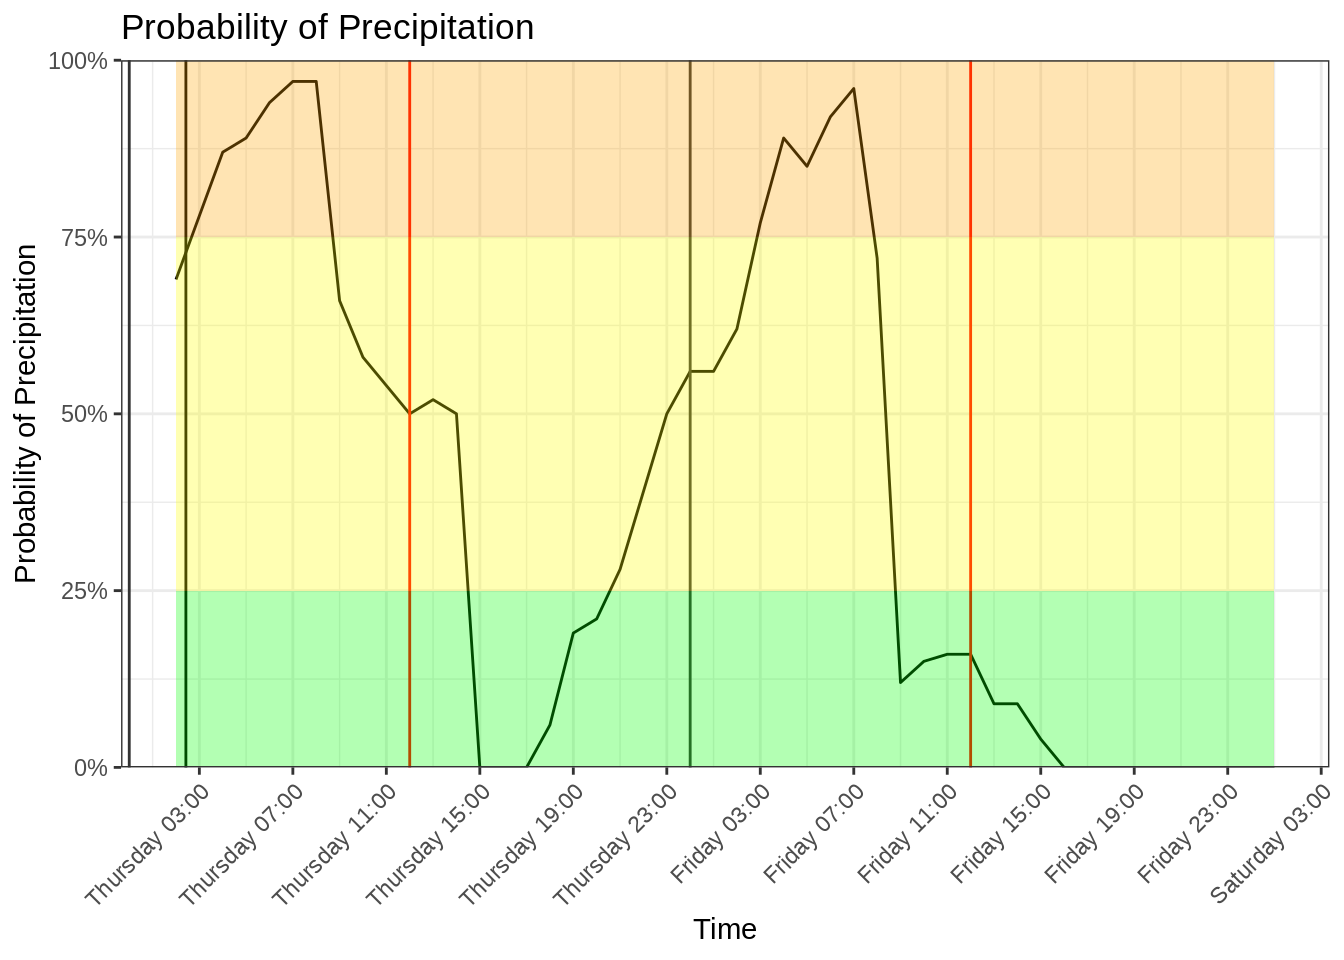 Probability of Precipitation
Probability of Precipitation
100%
75%
50%
25%
0%
Thursday 03:00
Thursday 07:00
Thursday 11:00
Thursday 15:00
Thursday 19:00
Thursday 23:00
Friday 03:00
Friday 07:00
Friday 11:00
Friday 15:00
Friday 19:00
Friday 23:00
Saturday 03:00
Time